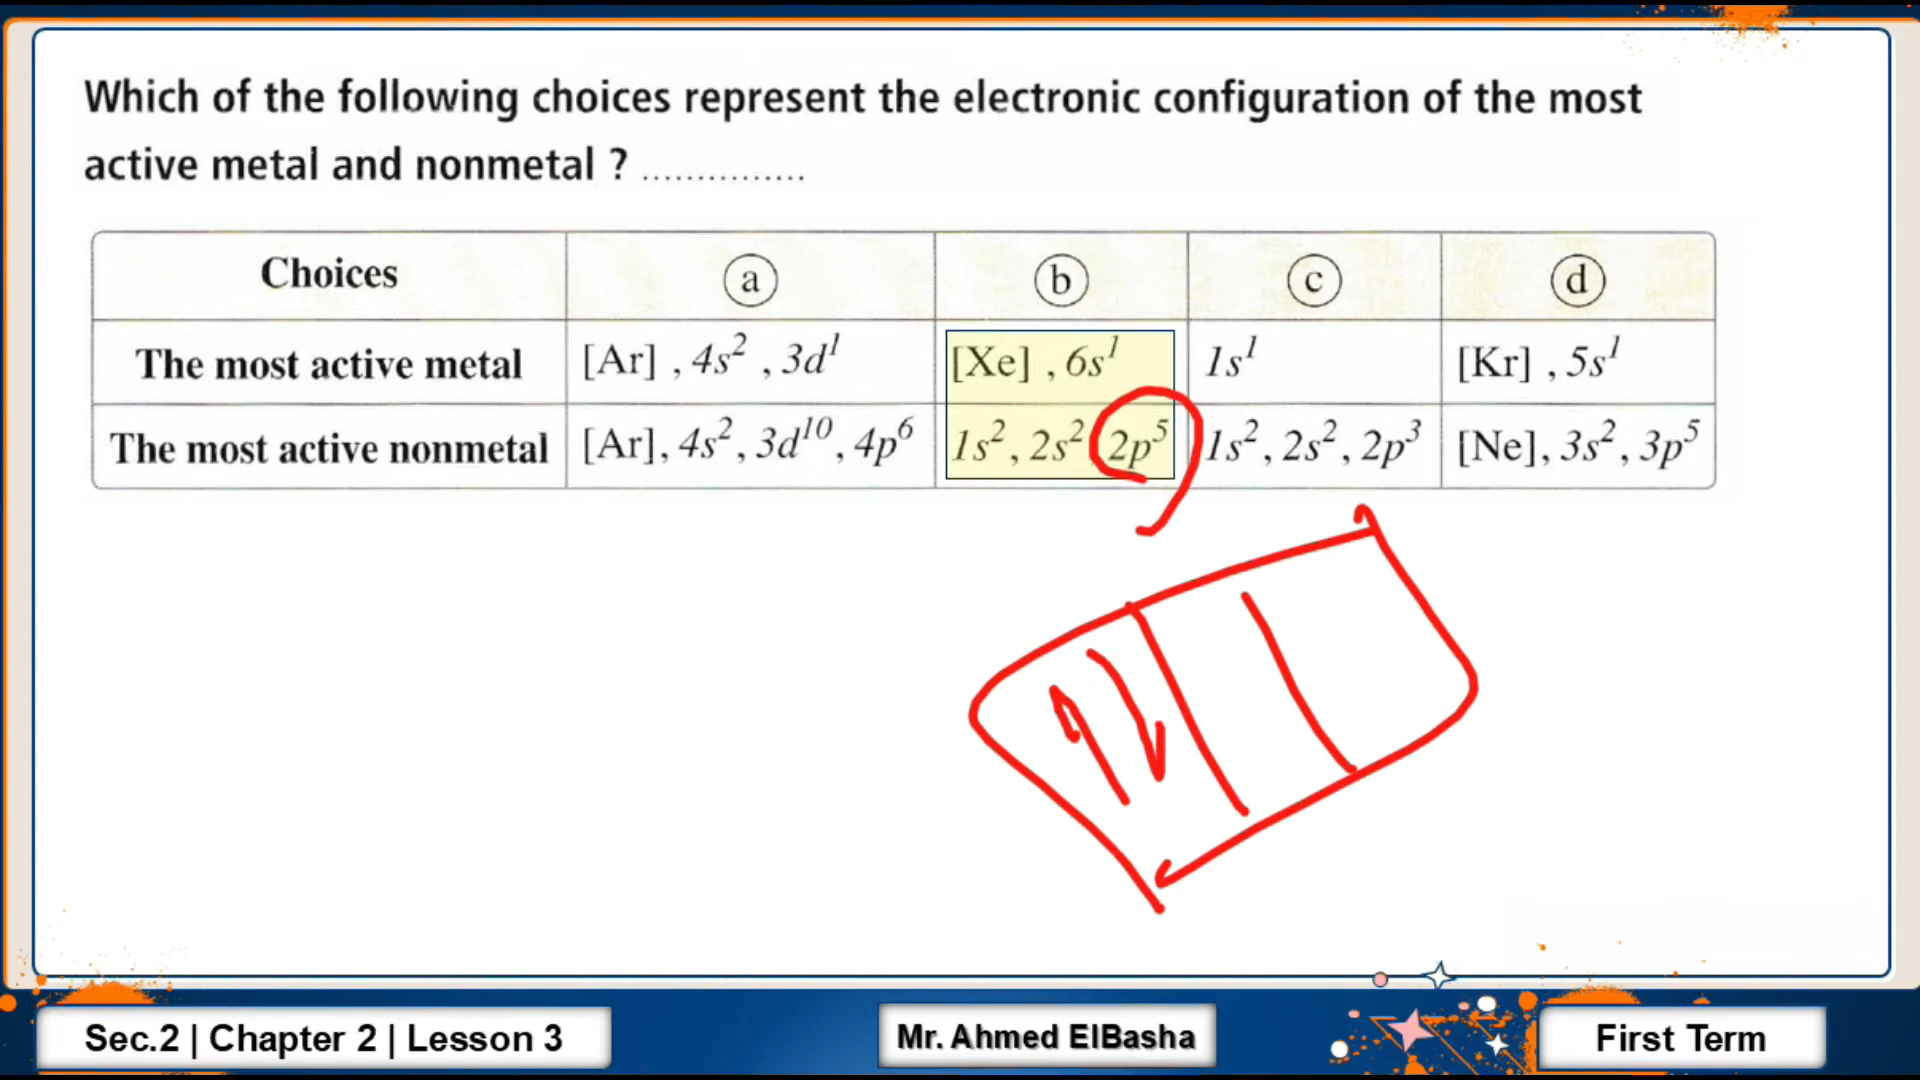 Which of the following choices represent the electronic configuration of the most
active metal and nonmetal ? ...............
Choices a b c d
The most active metal [Ar] , 4s² , 3d¹ [Xe] , 6s¹ 1s¹ [Kr] , 5s¹
The most active nonmetal [Ar], 4s², 3d¹⁰, 4p⁶ 1s², 2s² 2p⁵ 1s², 2s², 2p³ [Ne], 3s², 3p⁵
Sec.2 | Chapter 2 | Lesson 3
Mr. Ahmed ElBasha
First Term